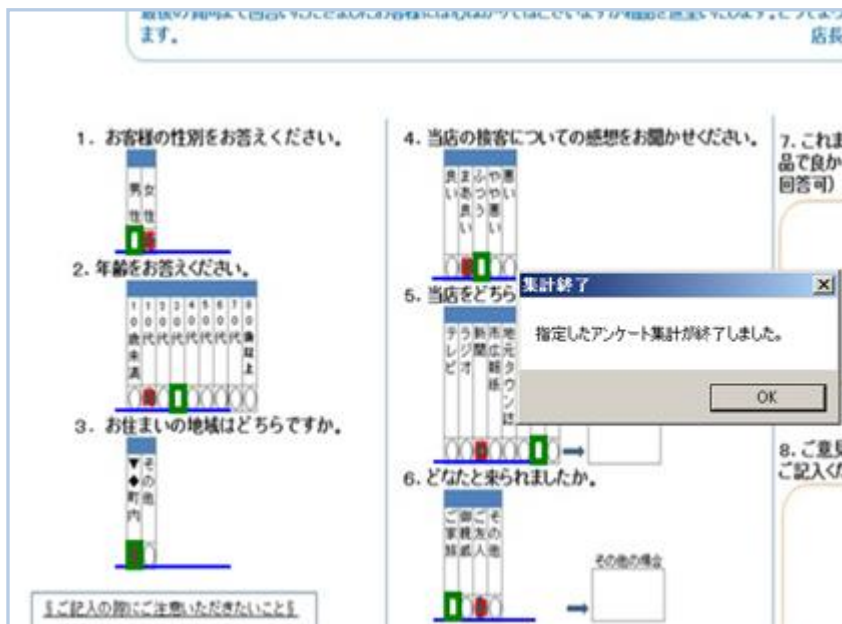 ます。
店長
1. お客様の性別をお答えください。
男性
女性
2. 年齢をお答えください。
10歳未満
10代
20代
30代
40代
50代
60代
70代
80歳以上
3. お住まいの地域はどちらですか。
▼◆町内
その他
§ご記入の際にご注意いただきたいこと§
4. 当店の接客についての感想をお聞かせください。
良い
まあ良い
ふつう
やや悪い
悪い
5. 当店をどちら
テレビ
ラジオ
新聞
市広報紙
地元タウン誌
6. どなたと来られましたか。
ご家族
御親戚
ご友人
その他
その他の場合
7. これま
品で良か
回答可)
8. ご意見
ご記入くだ
集計終了
指定したアンケート集計が終了しました。
OK